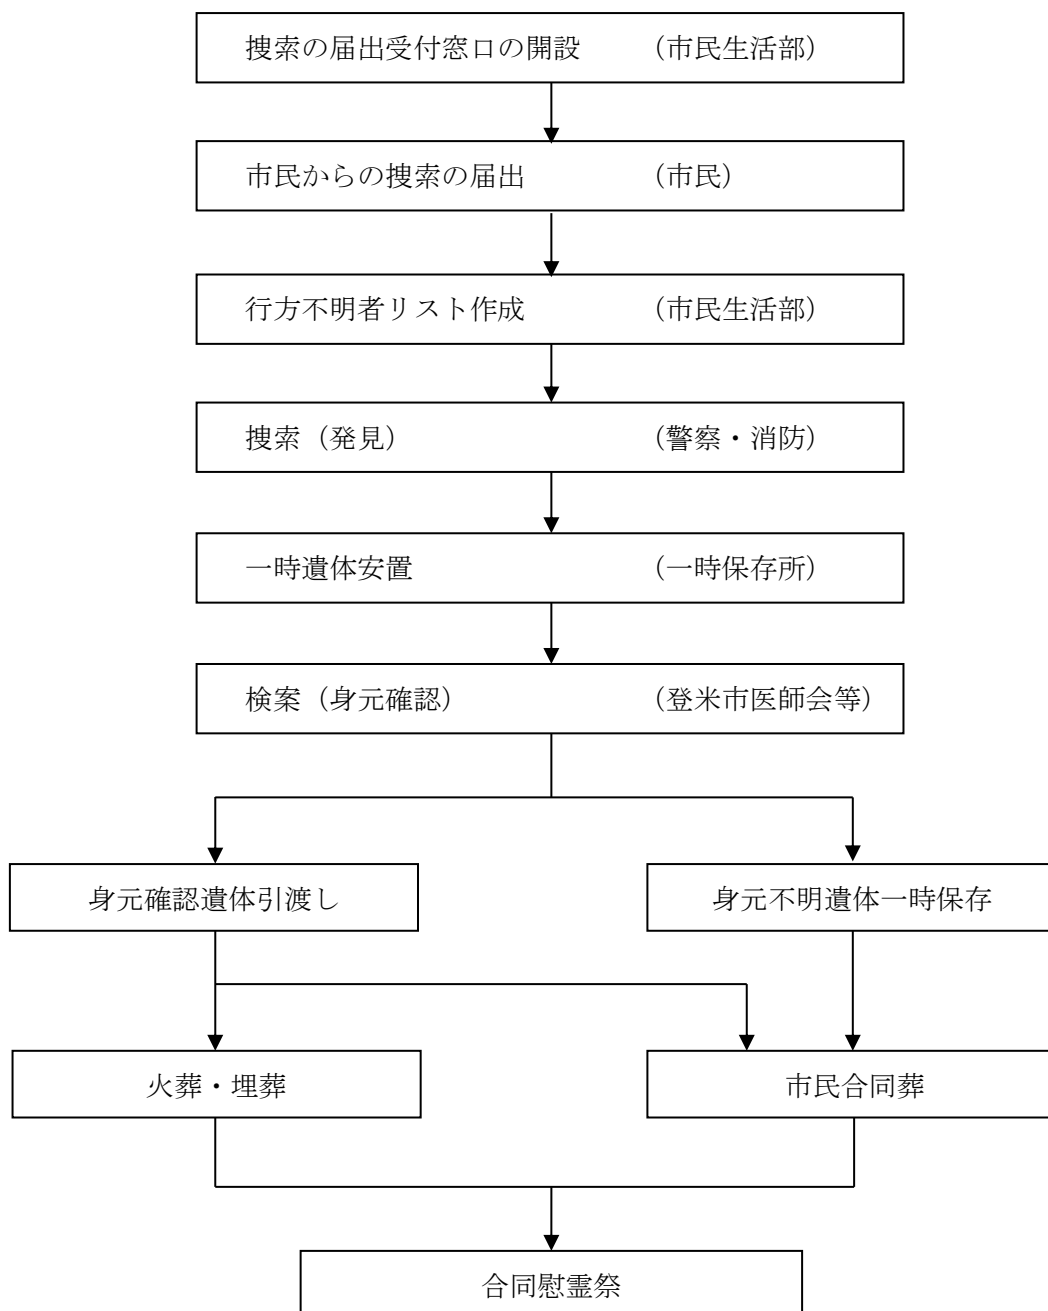 捜索の届出受付窓口の開設　　（市民生活部）
市民からの捜索の届出　　　　（市民）
行方不明者リスト作成　　　　（市民生活部）
捜索（発見）　　　　　　　　（警察・消防）
一時遺体安置　　　　　　　　（一時保存所）
検案（身元確認）　　　　　　（登米市医師会等）
身元確認遺体引渡し　　　　　身元不明遺体一時保存
火葬・埋葬　　　　　　　　　市民合同葬
合同慰霊祭